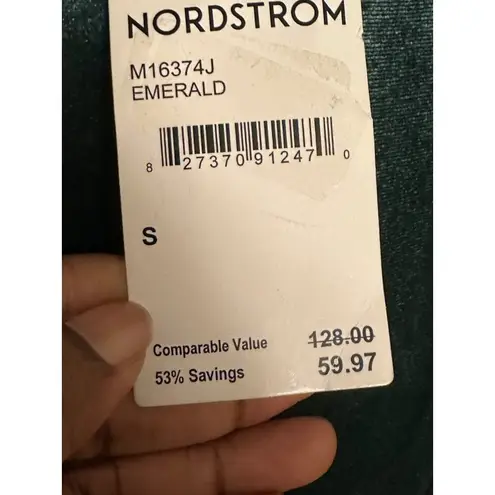 NORDSTROM
M16374J
EMERALD
8 27370 91247 0
S
Comparable Value 128.00
53% Savings 59.97